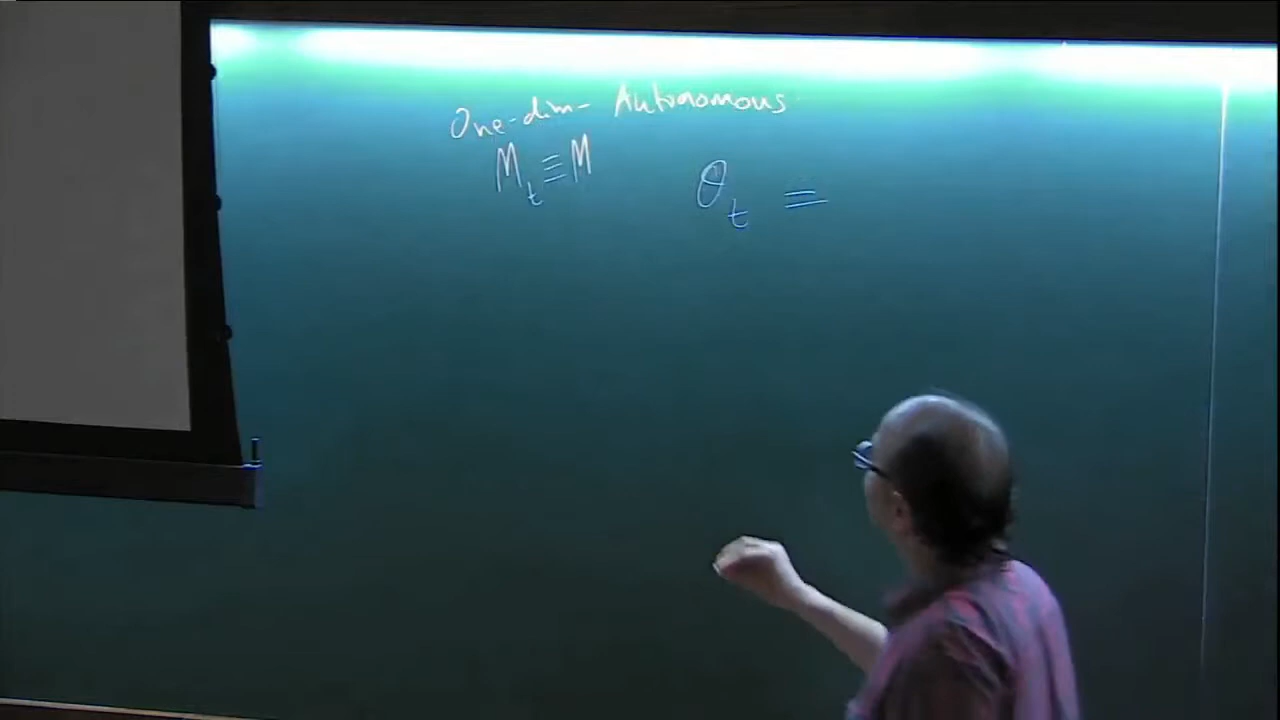 One-dim- Autonomous
M_t ≡ M θ_t =